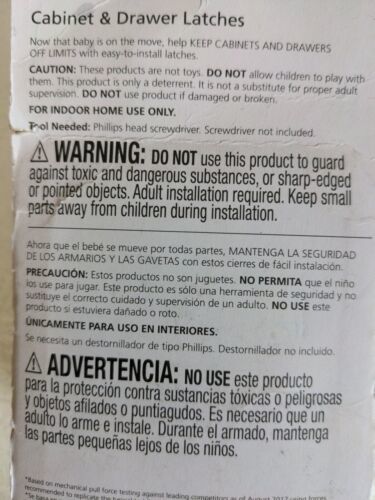 Cabinet & Drawer Latches
Now that baby is on the move, help KEEP CABINETS AND DRAWERS
OFF LIMITS with easy-to-install latches.
CAUTION: These products are not toys. DO NOT allow children to play with
them. This product is only a deterrent. It is not a substitute for proper adult
supervision. DO NOT use product if damaged or broken.
FOR INDOOR HOME USE ONLY.
Tool Needed: Phillips head screwdriver. Screwdriver not included.
⚠ WARNING: DO NOT use this product to guard
against toxic and dangerous substances, or sharp-edged
or pointed objects. Adult installation required. Keep small
parts away from children during installation.
Ahora que el bebé se mueve por todas partes, MANTENGA LA SEGURIDAD
DE LOS ARMARIOS Y LAS GAVETAS con estos cierres de fácil instalación.
PRECAUCIÓN: Estos productos no son juguetes. NO PERMITA que el niño
los use para jugar. Este producto es sólo una herramienta de seguridad y no
sustituye el correcto cuidado y supervisión de un adulto. NO USE este
producto si estuviera dañado o roto.
ÚNICAMENTE PARA USO EN INTERIORES.
Se necesita un destornillador de tipo Phillips. Destornillador no incluido.
⚠ ADVERTENCIA: NO USE este producto
para la protección contra sustancias tóxicas o peligrosas
y objetos afilados o puntiagudos. Es necesario que un
adulto lo arme e instale. Durante el armado, mantenga
las partes pequeñas lejos de los niños.
*Based on mechanical pull force testing against leading competitors as of August 2017 using forces
recommended to replicate the